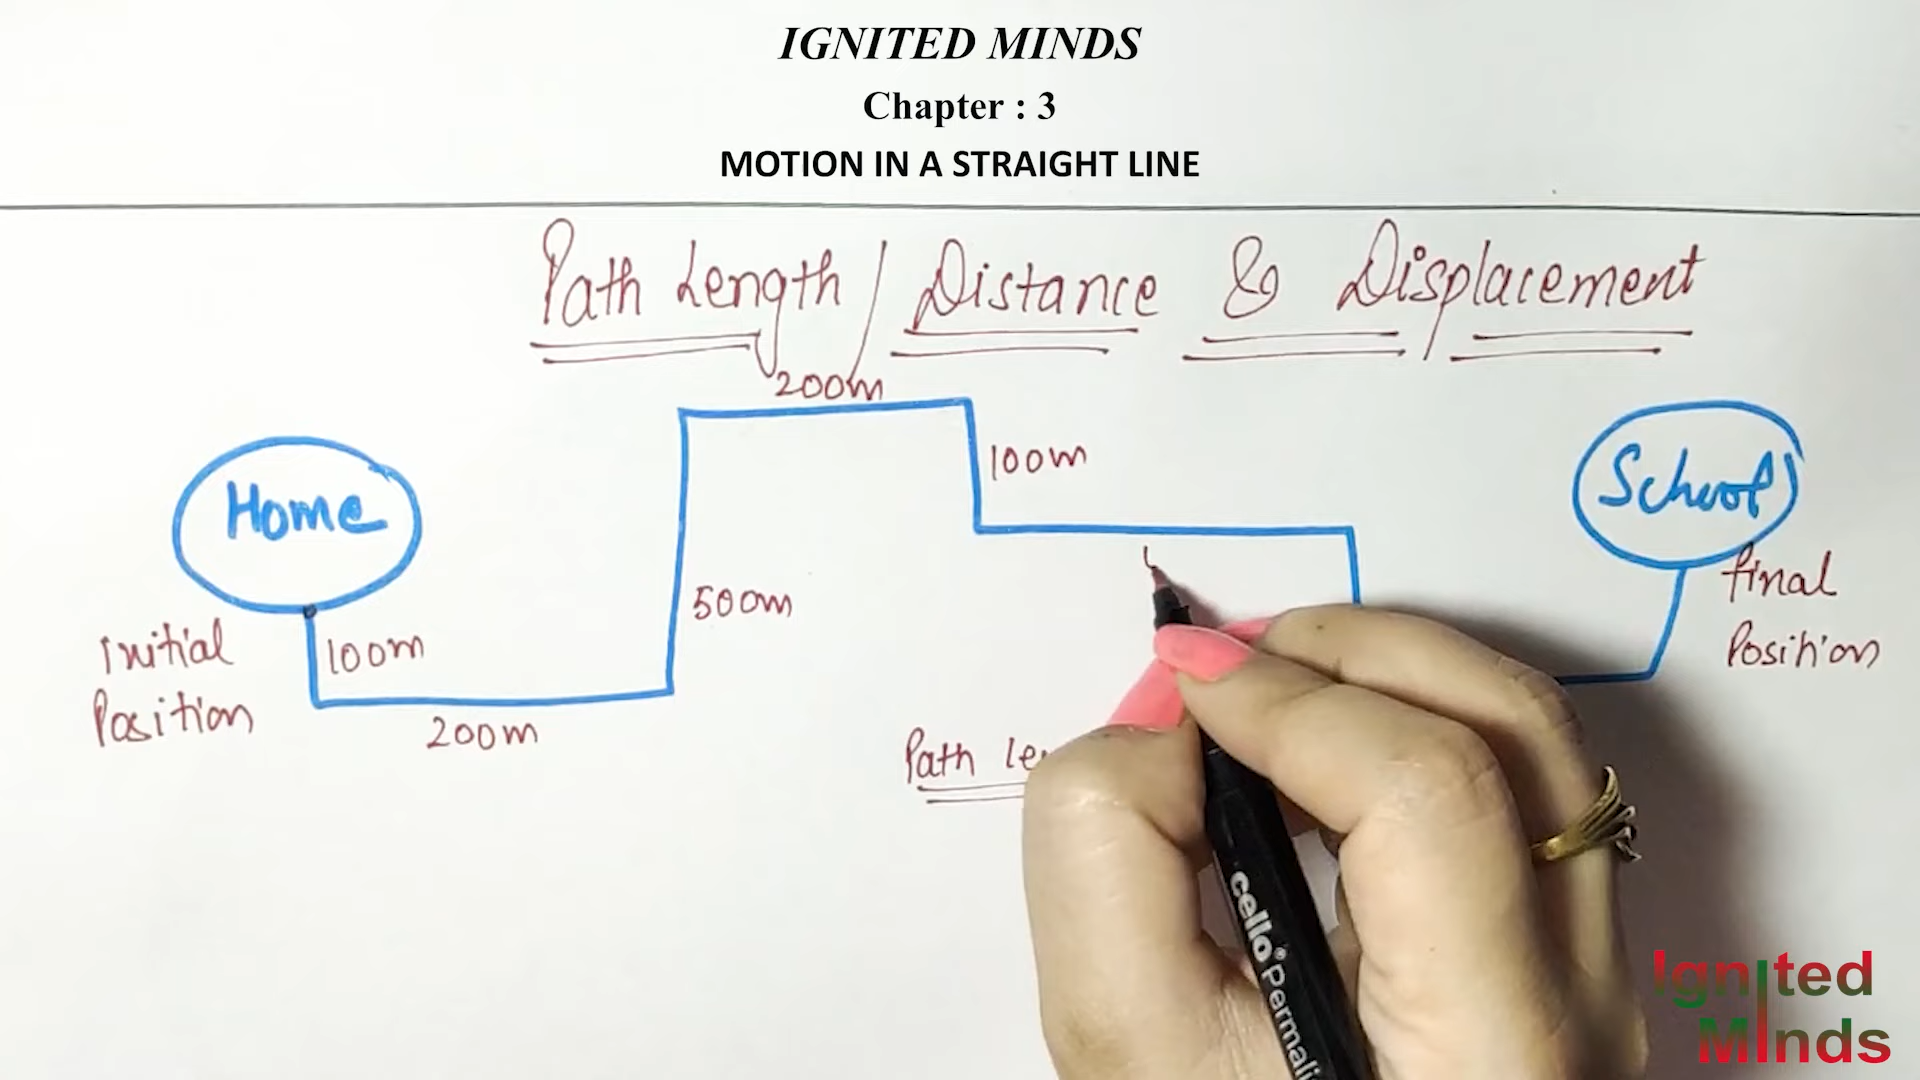 IGNITED MINDS
Chapter : 3
MOTION IN A STRAIGHT LINE
Path Length / Distance & Displacement
200m
100m
Home
School
500m
Initial
Position
100m
200m
final
Position
Path
cello Permanent
Ignited
Minds